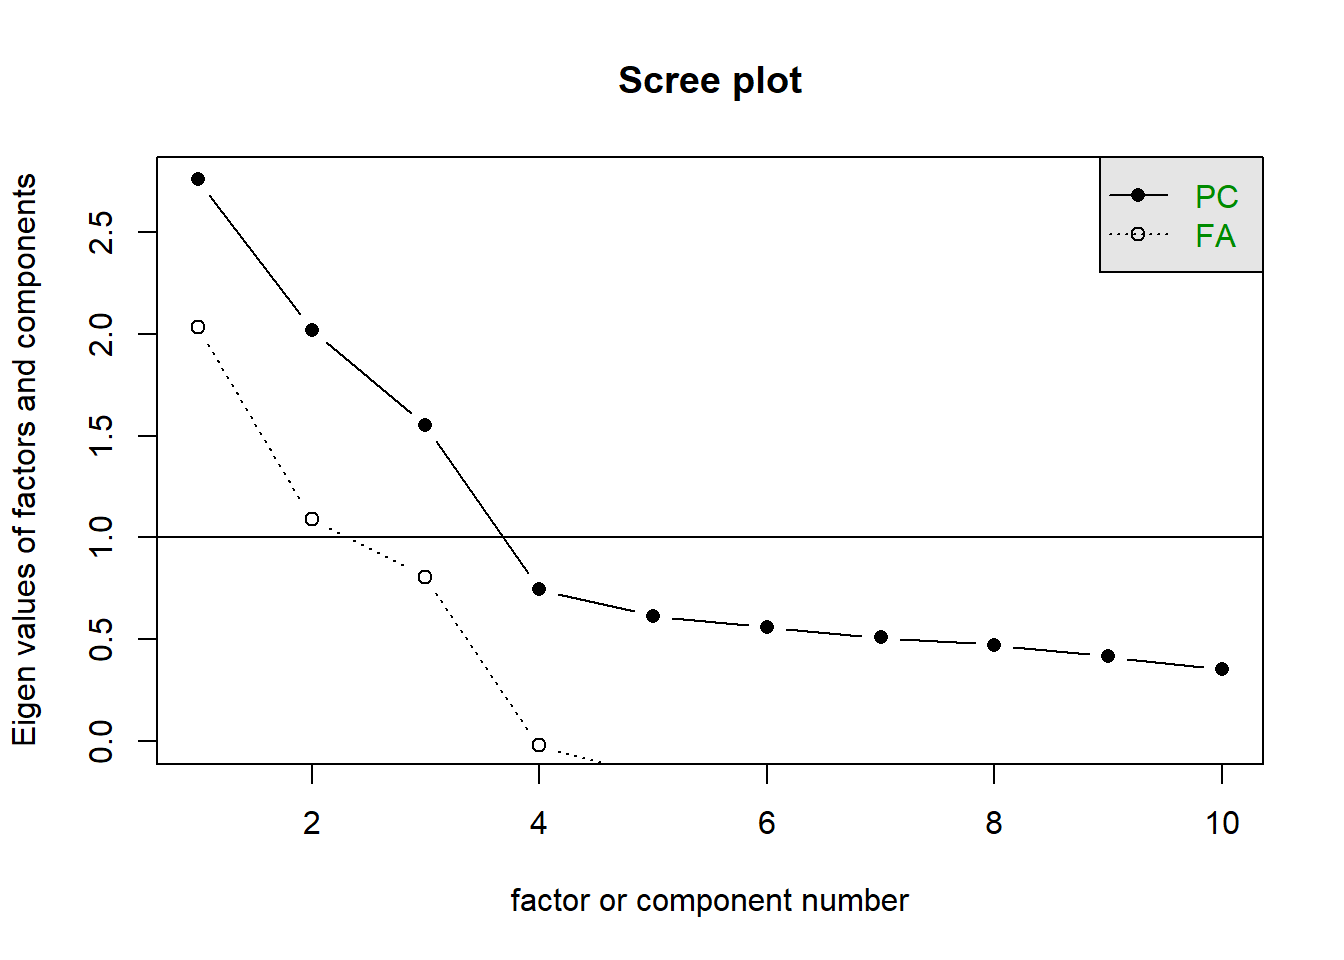 Scree plot
PC
FA
Eigen values of factors and components
2.5
2.0
1.5
1.0
0.5
0.0
2 4 6 8 10
factor or component number